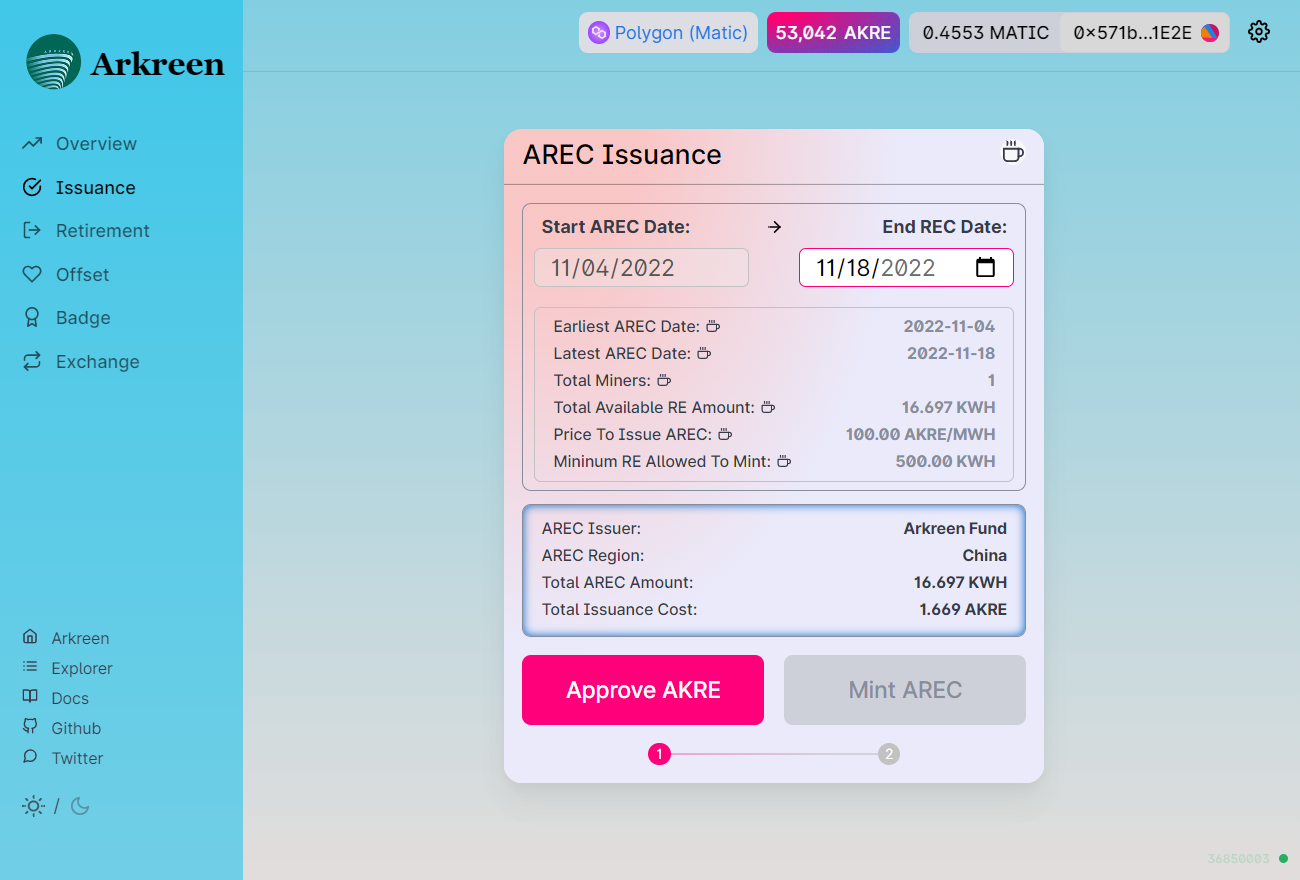 Arkreen
Polygon (Matic) 53,042 AKRE 0.4553 MATIC 0×571b...1E2E
Overview
Issuance
Retirement
Offset
Badge
Exchange
AREC Issuance
Start AREC Date: → End REC Date:
11/04/2022 11/18/2022
Earliest AREC Date: 2022-11-04
Latest AREC Date: 2022-11-18
Total Miners: 1
Total Available RE Amount: 16.697 KWH
Price To Issue AREC: 100.00 AKRE/MWH
Mininum RE Allowed To Mint: 500.00 KWH
AREC Issuer: Arkreen Fund
AREC Region: China
Total AREC Amount: 16.697 KWH
Total Issuance Cost: 1.669 AKRE
Approve AKRE Mint AREC
1 2
Arkreen
Explorer
Docs
Github
Twitter
/
36850003